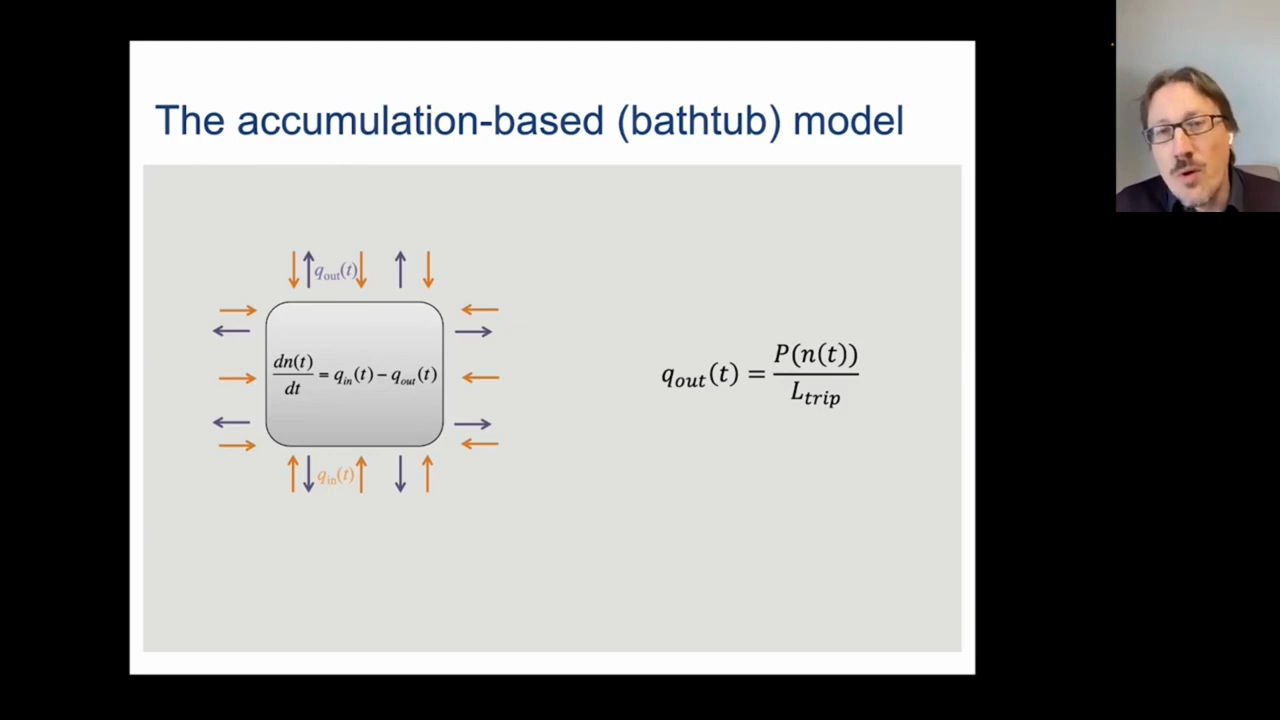 The accumulation-based (bathtub) model
q_out(t)
dn(t)/dt = q_in(t) − q_out(t)
q_out(t) = P(n(t))/L_trip
q_in(t)